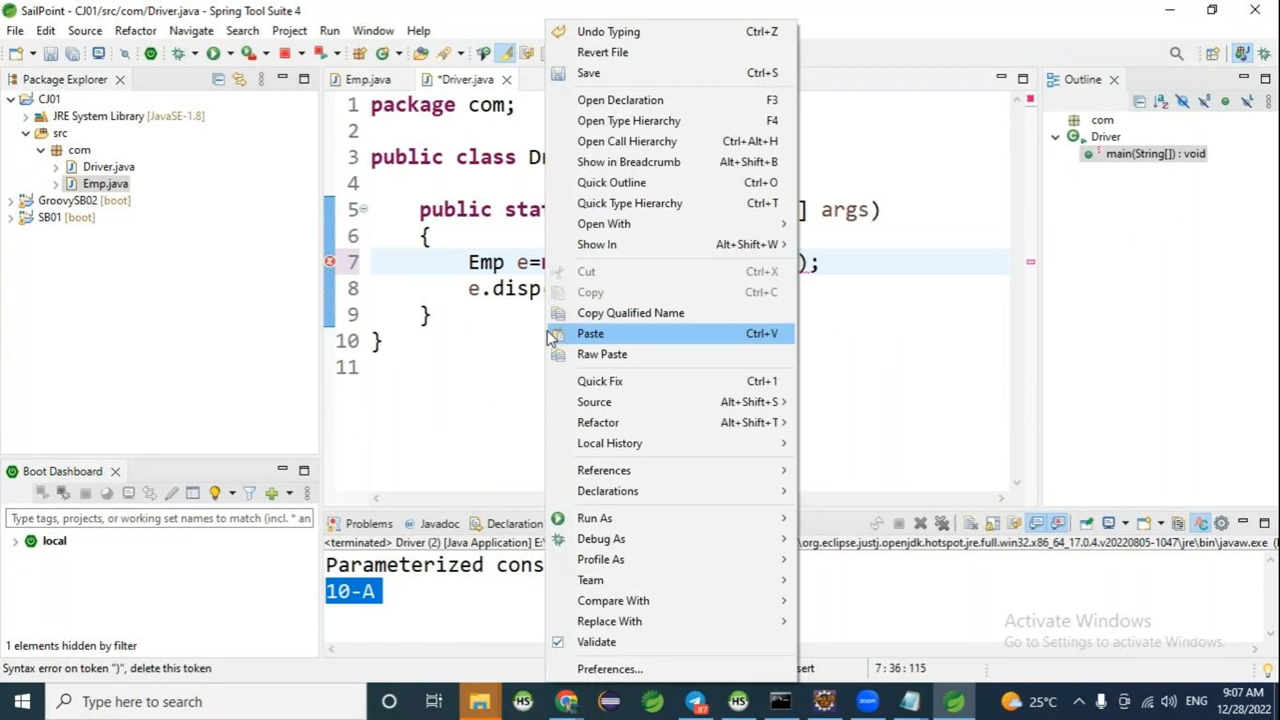 SailPoint - CJ01/src/com/Driver.java - Spring Tool Suite 4
File Edit Source Refactor Navigate Search Project Run Window Help
Package Explorer
CJ01
JRE System Library [JavaSE-1.8]
src
com
Driver.java
Emp.java
GroovySB02 [boot]
SB01 [boot]
Boot Dashboard
Type tags, projects, or working set names to match (incl. * an
local
1 elements hidden by filter
Syntax error on token ")", delete this token
Emp.java *Driver.java
1 package com;
2
3 public class D
4
5 public sta ] args)
6 {
7 Emp e= );
8 e.disp
9 }
10 }
11
Undo Typing Ctrl+Z
Revert File
Save Ctrl+S
Open Declaration F3
Open Type Hierarchy F4
Open Call Hierarchy Ctrl+Alt+H
Show in Breadcrumb Alt+Shift+B
Quick Outline Ctrl+O
Quick Type Hierarchy Ctrl+T
Open With
Show In Alt+Shift+W
Cut Ctrl+X
Copy Ctrl+C
Copy Qualified Name
Paste Ctrl+V
Raw Paste
Quick Fix Ctrl+1
Source Alt+Shift+S
Refactor Alt+Shift+T
Local History
References
Declarations
Run As
Debug As
Profile As
Team
Compare With
Replace With
Validate
Preferences...
Outline
com
Driver
main(String[]) : void
Problems Javadoc Declaration
<terminated> Driver (2) [Java Application] E:\ \org.eclipse.justj.openjdk.hotspot.jre.full.win32.x86_64_17.0.4.v20220805-1047\jre\bin\javaw.exe
Parameterized cons
10-A
Activate Windows
Go to Settings to activate Windows.
7 : 36 : 115
Type here to search
HS
87
HS
zoom
25°C
ENG
9:07 AM
12/28/2022